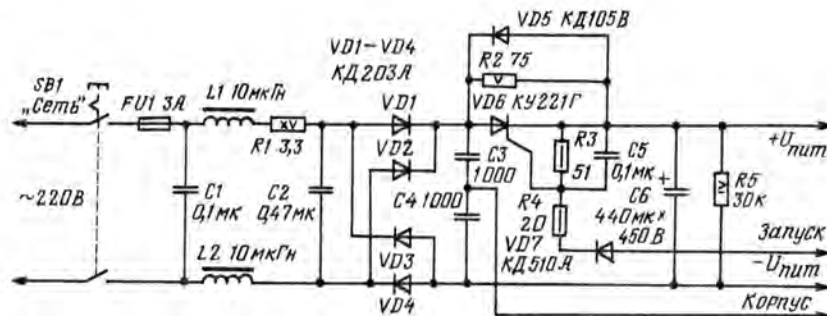 VD5 КД105В
VD1-VD4
КД203А
R2 75
SB1
„Сеть"
FU1 3А
L1 10мкГн
VD1
VD6 КУ221Г
R1 3,3
VD2
C3
1000
R3
51
C5
0,1мк
+Uпит
~220В
C1
0,1мк
C2
0,47мк
C4 1000
R4
20
C6
440мк×
450В
R5
30к
L2 10мкГн
VD3
VD7
КД510А
Запуск
-Uпит
VD4
Корпус